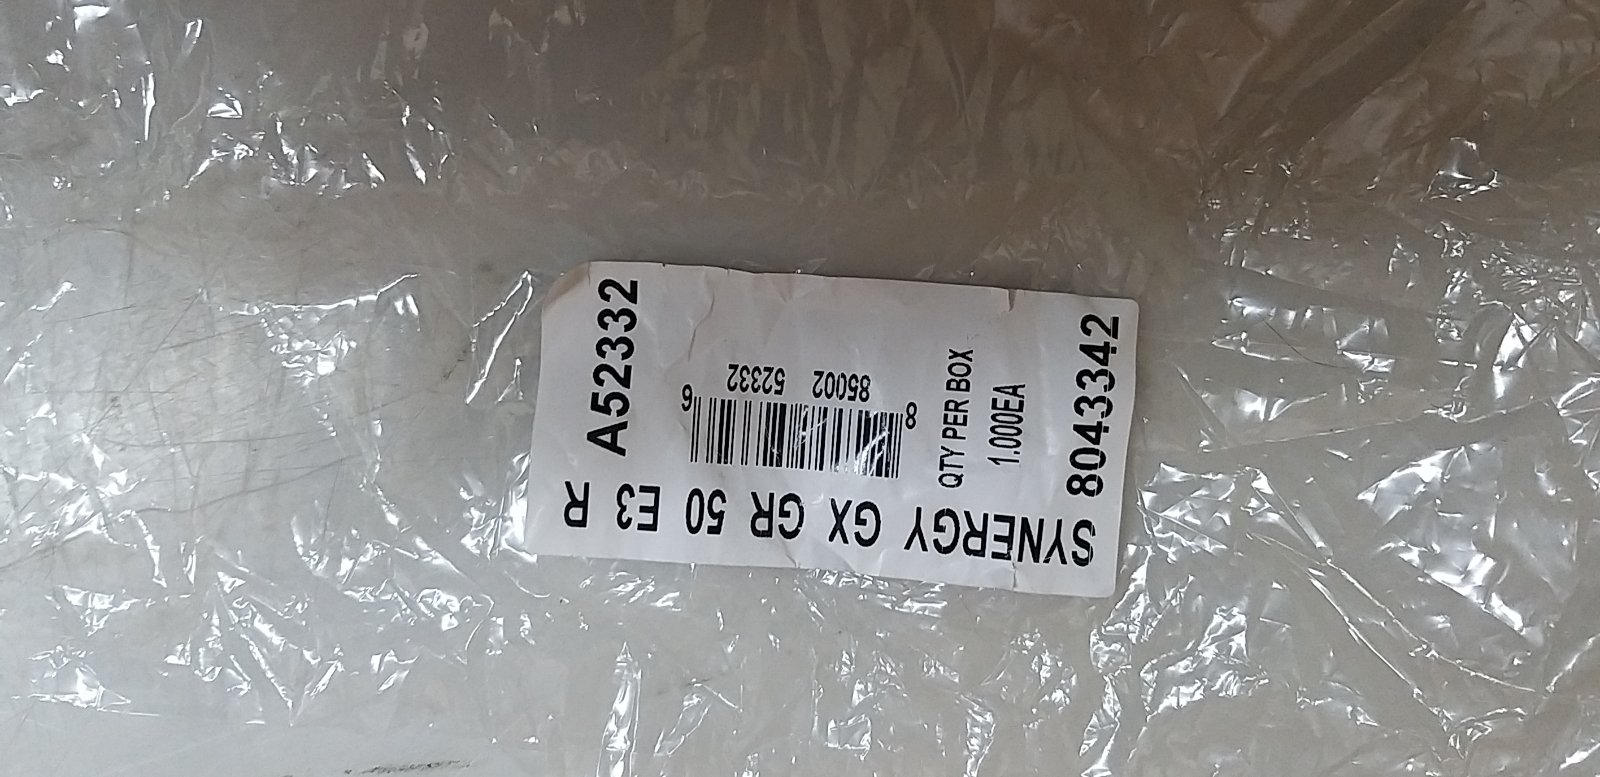 SYNERGY GX GR 50 E3 R
8 85002 52332 6
A52332
QTY PER BOX
1.000EA
8043342